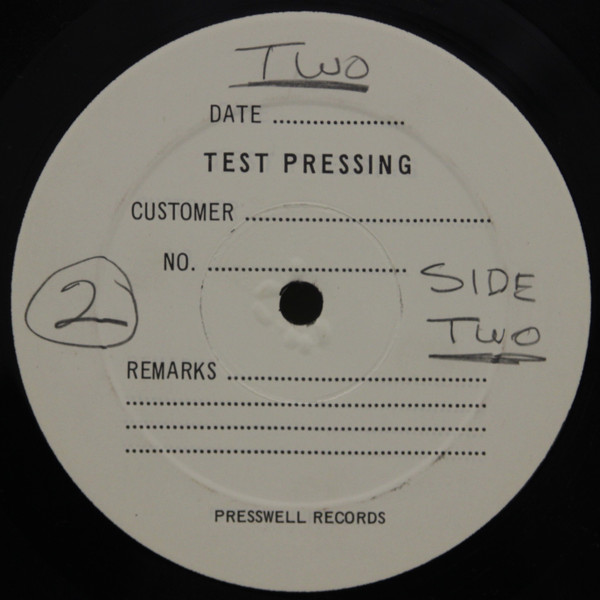 TWO
DATE ....................
TEST PRESSING
CUSTOMER ......................................
NO. ...............................
SIDE
TWO
2
REMARKS ........................................
.......................................................
.......................................................
.......................................................
PRESSWELL RECORDS